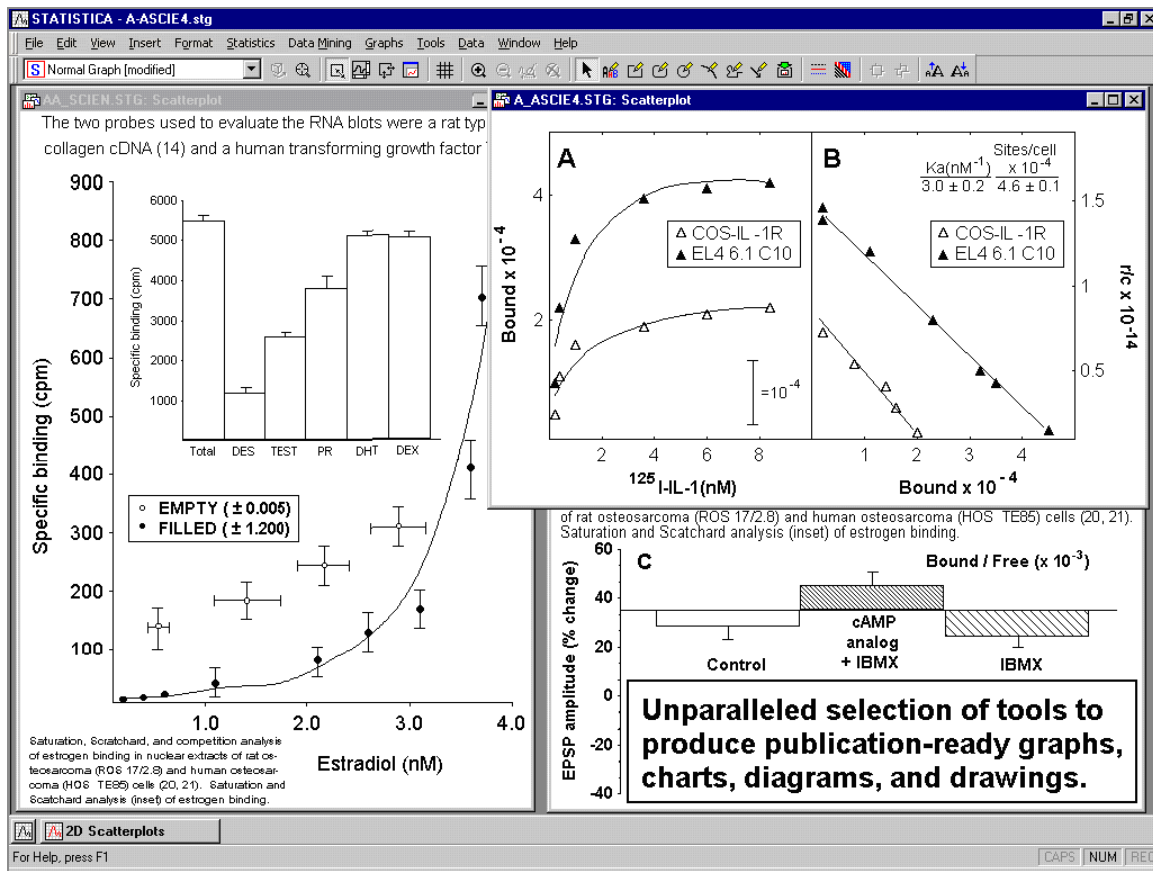 STATISTICA - A-ASCIE4.stg
File Edit View Insert Format Statistics Data Mining Graphs Tools Data Window Help
S Normal Graph [modified]
AA_SCIEN.STG: Scatterplot
The two probes used to evaluate the RNA blots were a rat typ
collagen cDNA (14) and a human transforming growth factor
900
800
700
600
500
400
300
200
100
Specific binding (cpm)
6000
5000
4000
3000
2000
1000
Specific binding (cpm)
Total DES TEST PR DHT DEX
EMPTY (± 0.005)
FILLED (± 1.200)
1.0 2.0 3.0 4.0
Estradiol (nM)
Saturation, Scratchard, and competition analysis
of estrogen binding in nuclear extracts of rat os-
teosarcoma (ROS 17/2.8) and human osteosar-
coma (HOS TE85) cells (20, 21). Saturation and
Scatchard analysis (inset) of estrogen binding.
A_ASCIE4.STG: Scatterplot
A
4
2
Bound x 10⁻⁴
COS-IL -1R
EL4 6.1 C10
=10⁻⁴
2 4 6 8
¹²⁵I-IL-1(nM)
B
Sites/cell
Ka(nM⁻¹) x 10⁻⁴
3.0 ± 0.2 4.6 ± 0.1
COS-IL -1R
EL4 6.1 C10
1.5
1
0.5
r/c x 10⁻¹⁴
0 1 2 3 4
Bound x 10⁻⁴
of rat osteosarcoma (ROS 17/2.8) and human osteosarcoma (HOS TE85) cells (20, 21).
Saturation and Scatchard analysis (inset) of estrogen binding.
60
40
20
0
-20
-40
EPSP amplitude (% change)
C
Bound / Free (x 10⁻³)
Control
cAMP
analog
+ IBMX
IBMX
Unparalleled selection of tools to
produce publication-ready graphs,
charts, diagrams, and drawings.
2D Scatterplots
For Help, press F1
CAPS NUM REC